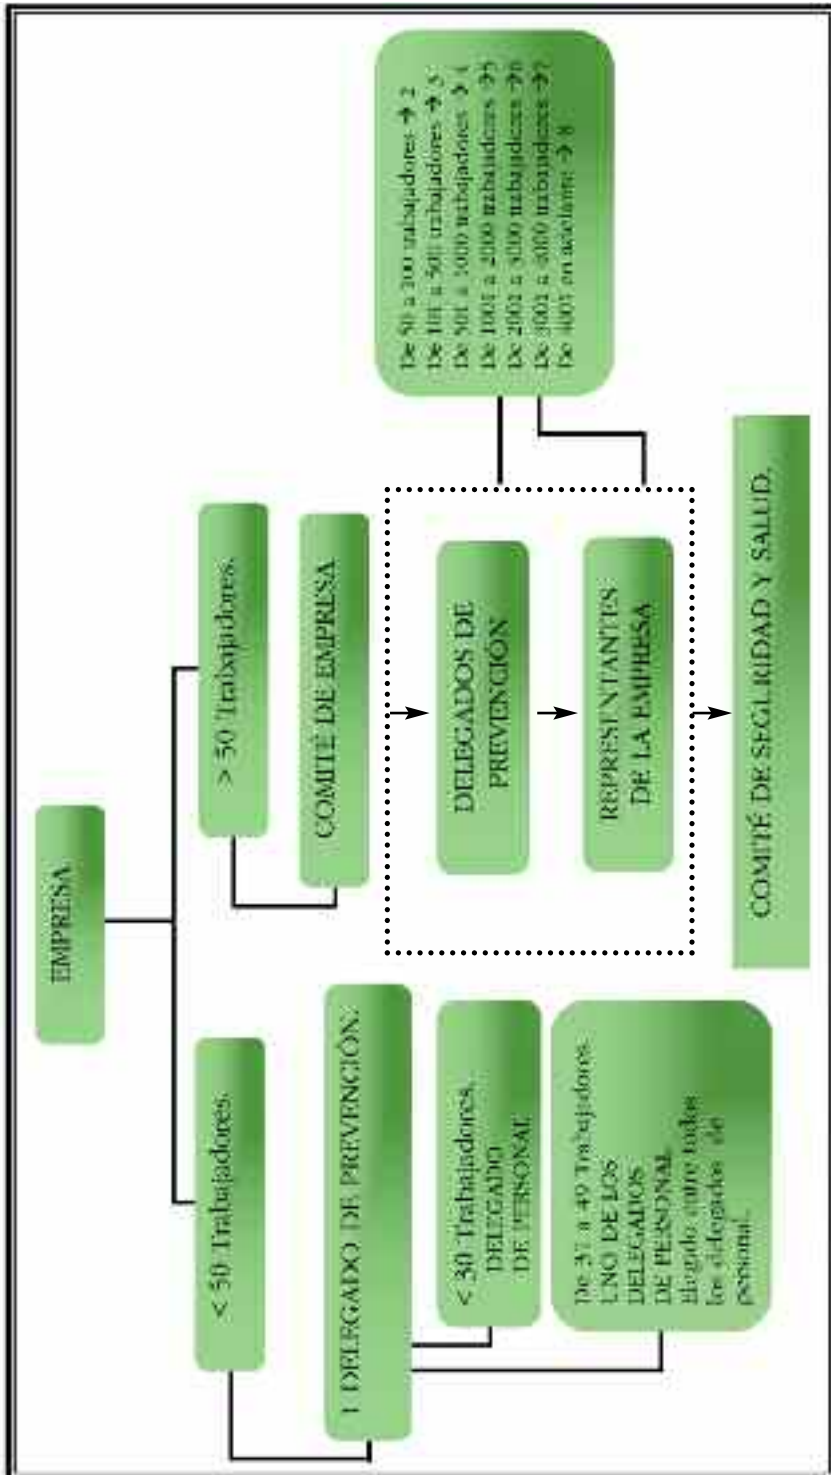 EMPRESA
< 50 Trabajadores.
> 50 Trabajadores.
1 DELEGADO DE PREVENCIÓN.
< 30 Trabajadores.
DELEGADO
DE PERSONAL
De 31 a 49 Trabajadores.
UNO DE LOS
DELEGADOS
DE PERSONAL
Elegido entre todos
los delegados de
personal.
COMITÉ DE EMPRESA
DELEGADOS DE
PREVENCIÓN
REPRESENTANTES
DE LA EMPRESA
COMITÉ DE SEGURIDAD Y SALUD.
De 50 a 100 trabajadores → 2
De 101 a 500 trabajadores → 3
De 501 a 1000 trabajadores → 4
De 1001 a 2000 trabajadores → 5
De 2001 a 3000 trabajadores → 6
De 3001 a 4000 trabajadores → 7
De 4001 en adelante → 8